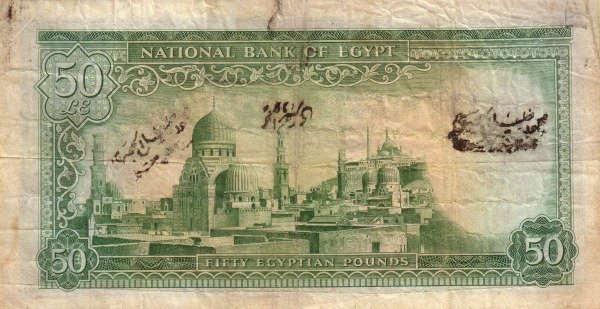 NATIONAL BANK OF EGYPT
50
£E
50
FIFTY EGYPTIAN POUNDS
50